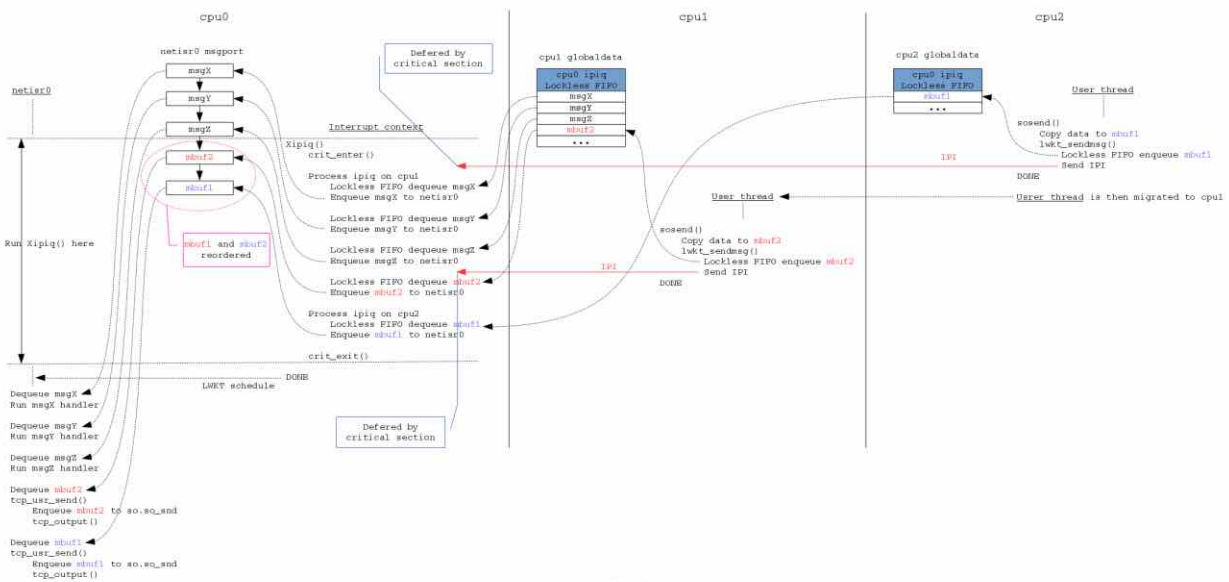 cpu0
cpu1
cpu2
netisr0 msgport
msgX
msgY
msgZ
mbuf2
mbuf1
netisr0
Run Xipiq() here
mbuf1 and mbuf2
reordered
Defered by
critical section
Interrupt context
Xipiq()
crit_enter()
Process ipiq on cpu1
Lockless FIFO dequeue msgX
Enqueue msgX to netisr0
Lockless FIFO dequeue msgY
Enqueue msgY to netisr0
Lockless FIFO dequeue msgZ
Enqueue msgZ to netisr0
Lockless FIFO dequeue mbuf2
Enqueue mbuf2 to netisr0
Process ipiq on cpu2
Lockless FIFO dequeue mbuf1
Enqueue mbuf1 to netisr0
crit_exit()
DONE
LWKT schedule
Defered by
critical section
Dequeue msgX
Run msgX handler
Dequeue msgY
Run msgY handler
Dequeue msgZ
Run msgZ handler
Dequeue mbuf2
tcp_usr_send()
Enqueue mbuf2 to so.so_snd
tcp_output()
Dequeue mbuf1
tcp_usr_send()
Enqueue mbuf1 to so.so_snd
tcp_output()
cpu1 globaldata
cpu0 ipiq
Lockless FIFO
msgX
msgY
msgZ
mbuf2
...
User thread
sosend()
Copy data to mbuf2
lwkt_sendmsg()
Lockless FIFO enqueue mbuf2
IPI
Send IPI
DONE
cpu2 globaldata
cpu0 ipiq
Lockless FIFO
mbuf1
...
User thread
sosend()
Copy data to mbuf1
lwkt_sendmsg()
Lockless FIFO enqueue mbuf1
IPI
Send IPI
DONE
Userer thread is then migrated to cpu1